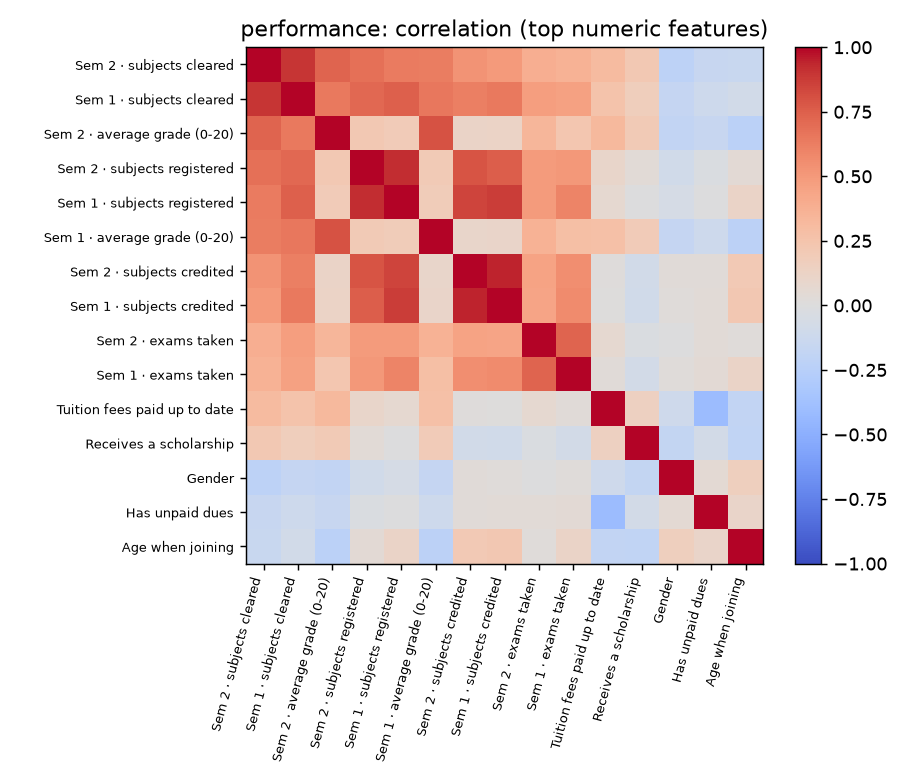 performance: correlation (top numeric features)
Sem 2 · subjects cleared
Sem 1 · subjects cleared
Sem 2 · average grade (0-20)
Sem 2 · subjects registered
Sem 1 · subjects registered
Sem 1 · average grade (0-20)
Sem 2 · subjects credited
Sem 1 · subjects credited
Sem 2 · exams taken
Sem 1 · exams taken
Tuition fees paid up to date
Receives a scholarship
Gender
Has unpaid dues
Age when joining
Sem 2 · subjects cleared
Sem 1 · subjects cleared
Sem 2 · average grade (0-20)
Sem 2 · subjects registered
Sem 1 · subjects registered
Sem 1 · average grade (0-20)
Sem 2 · subjects credited
Sem 1 · subjects credited
Sem 2 · exams taken
Sem 1 · exams taken
Tuition fees paid up to date
Receives a scholarship
Gender
Has unpaid dues
Age when joining
1.00
0.75
0.50
0.25
0.00
−0.25
−0.50
−0.75
−1.00